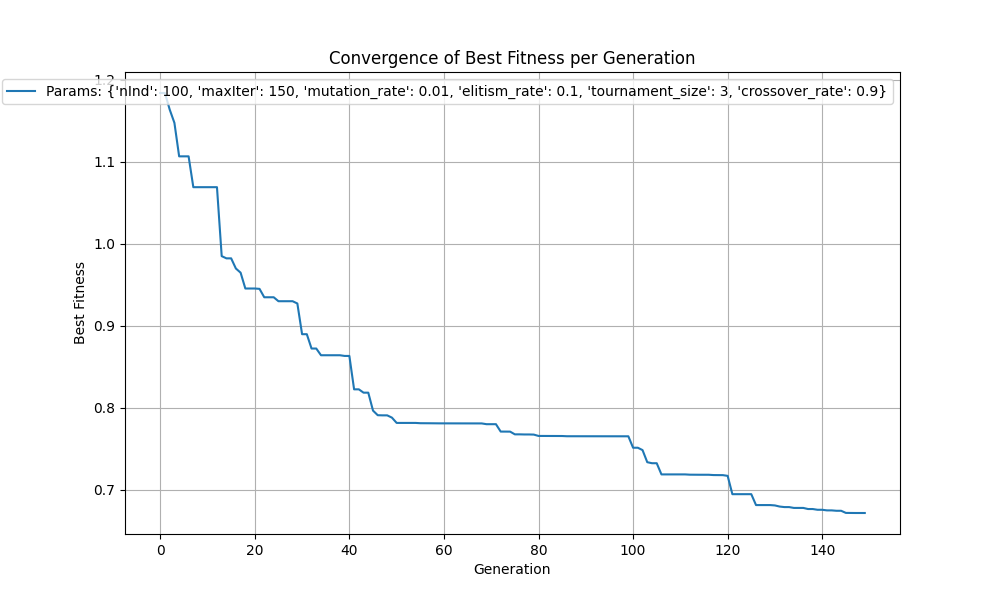 Convergence of Best Fitness per Generation
Params: {'nInd': 100, 'maxIter': 150, 'mutation_rate': 0.01, 'elitism_rate': 0.1, 'tournament_size': 3, 'crossover_rate': 0.9}
1.2
1.1
1.0
0.9
0.8
0.7
Best Fitness
0 20 40 60 80 100 120 140
Generation